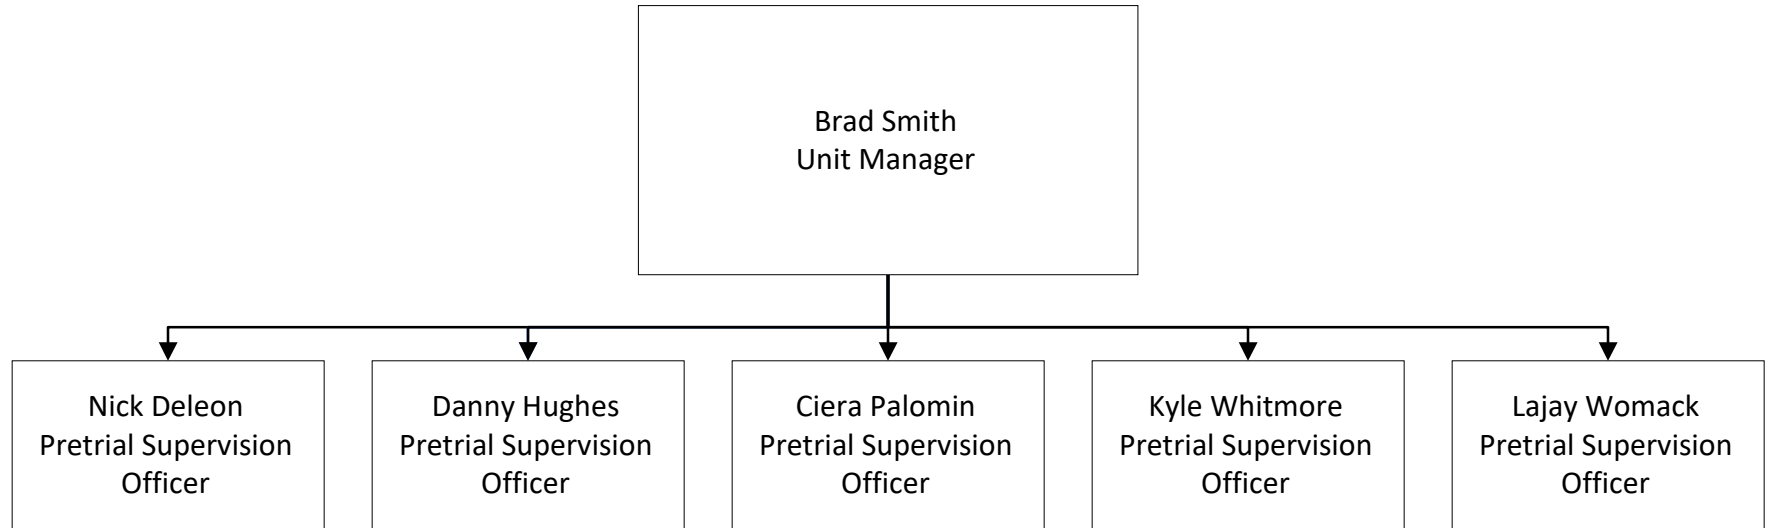 Brad Smith
Unit Manager
Nick Deleon
Pretrial Supervision
Officer
Danny Hughes
Pretrial Supervision
Officer
Ciera Palomin
Pretrial Supervision
Officer
Kyle Whitmore
Pretrial Supervision
Officer
Lajay Womack
Pretrial Supervision
Officer